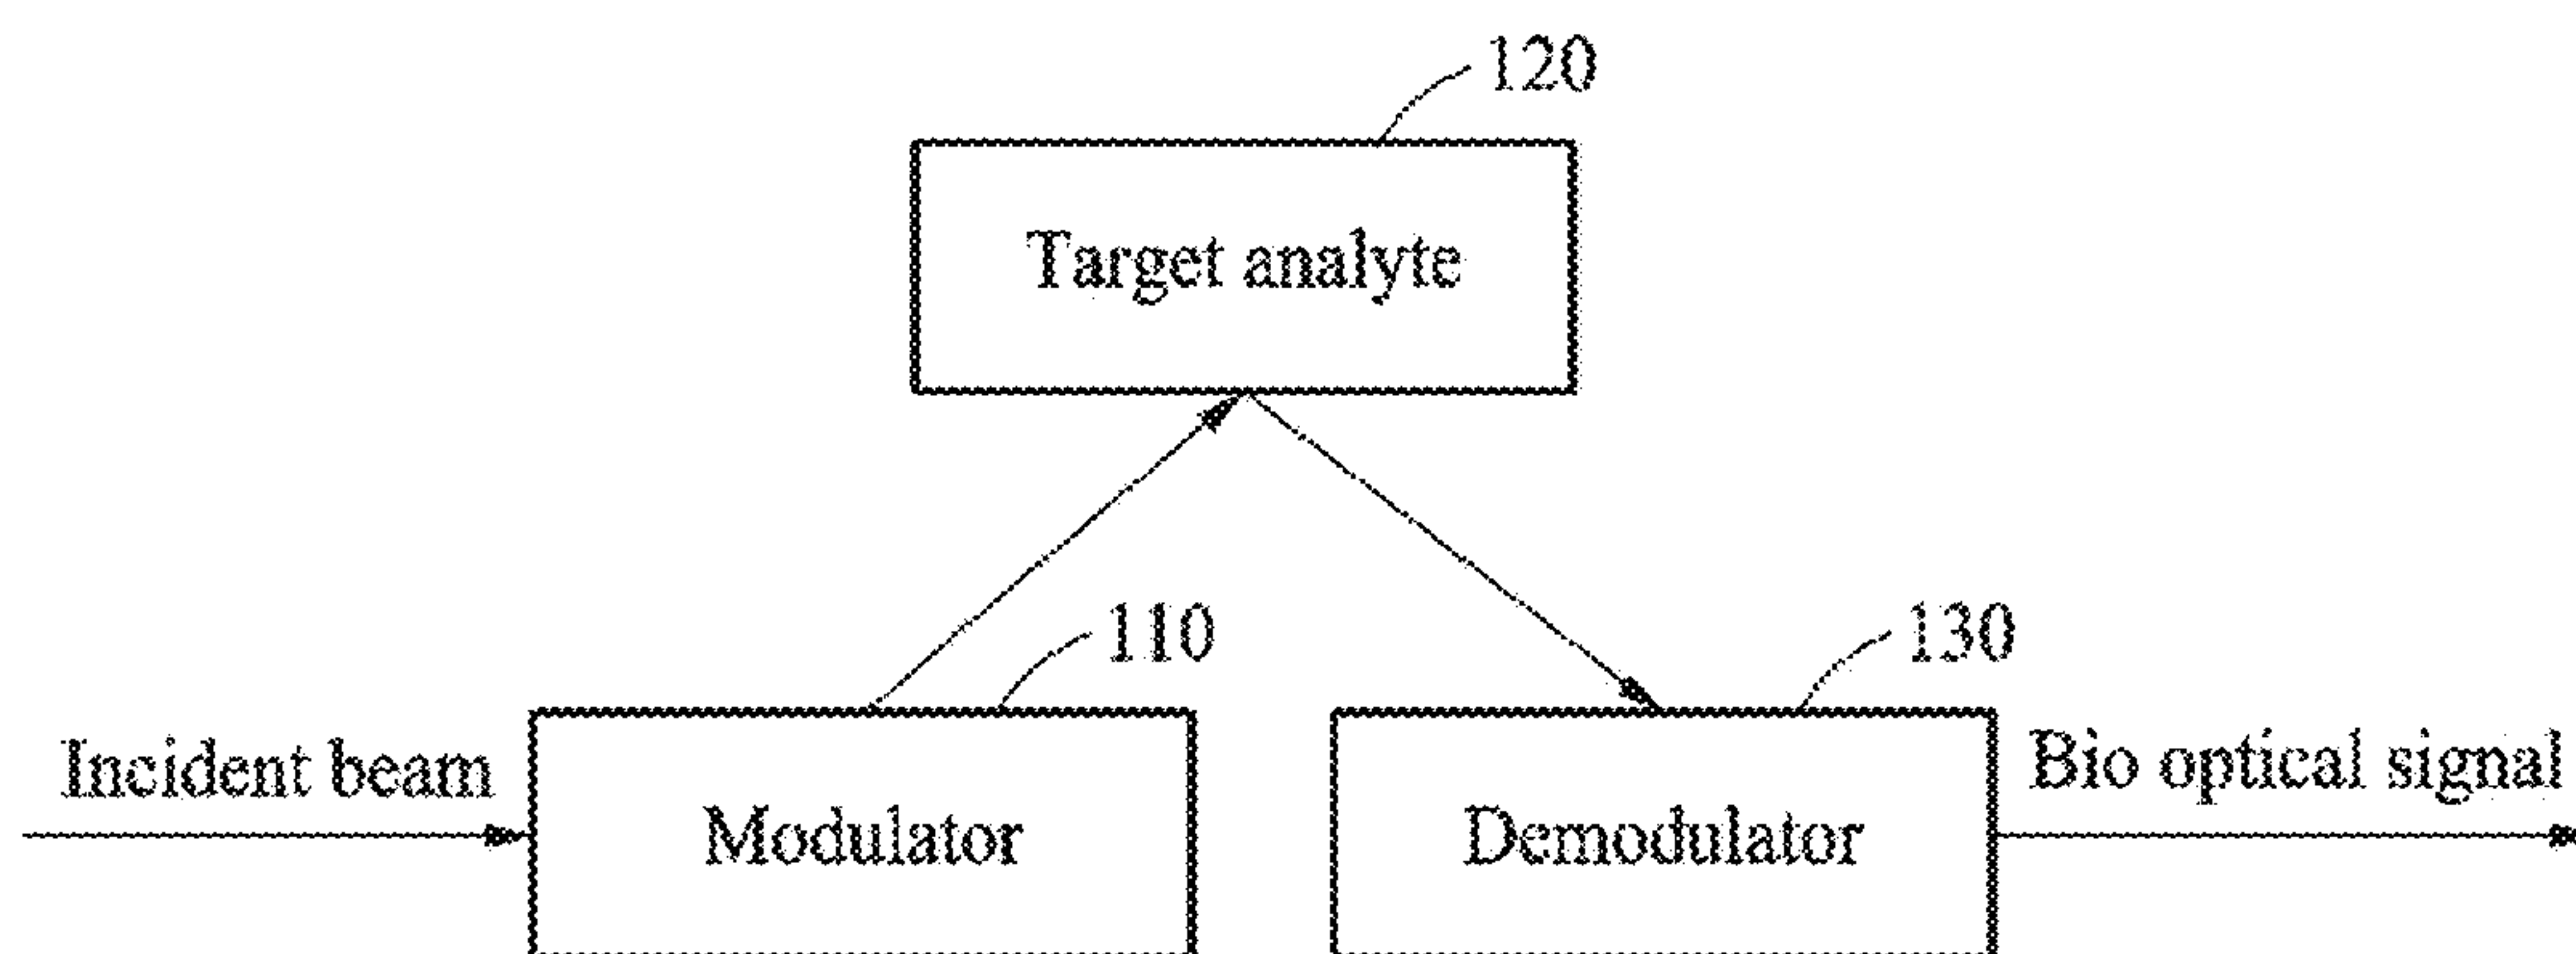 120
Target analyte
110
130
Incident beam
Modulator
Demodulator
Bio optical signal